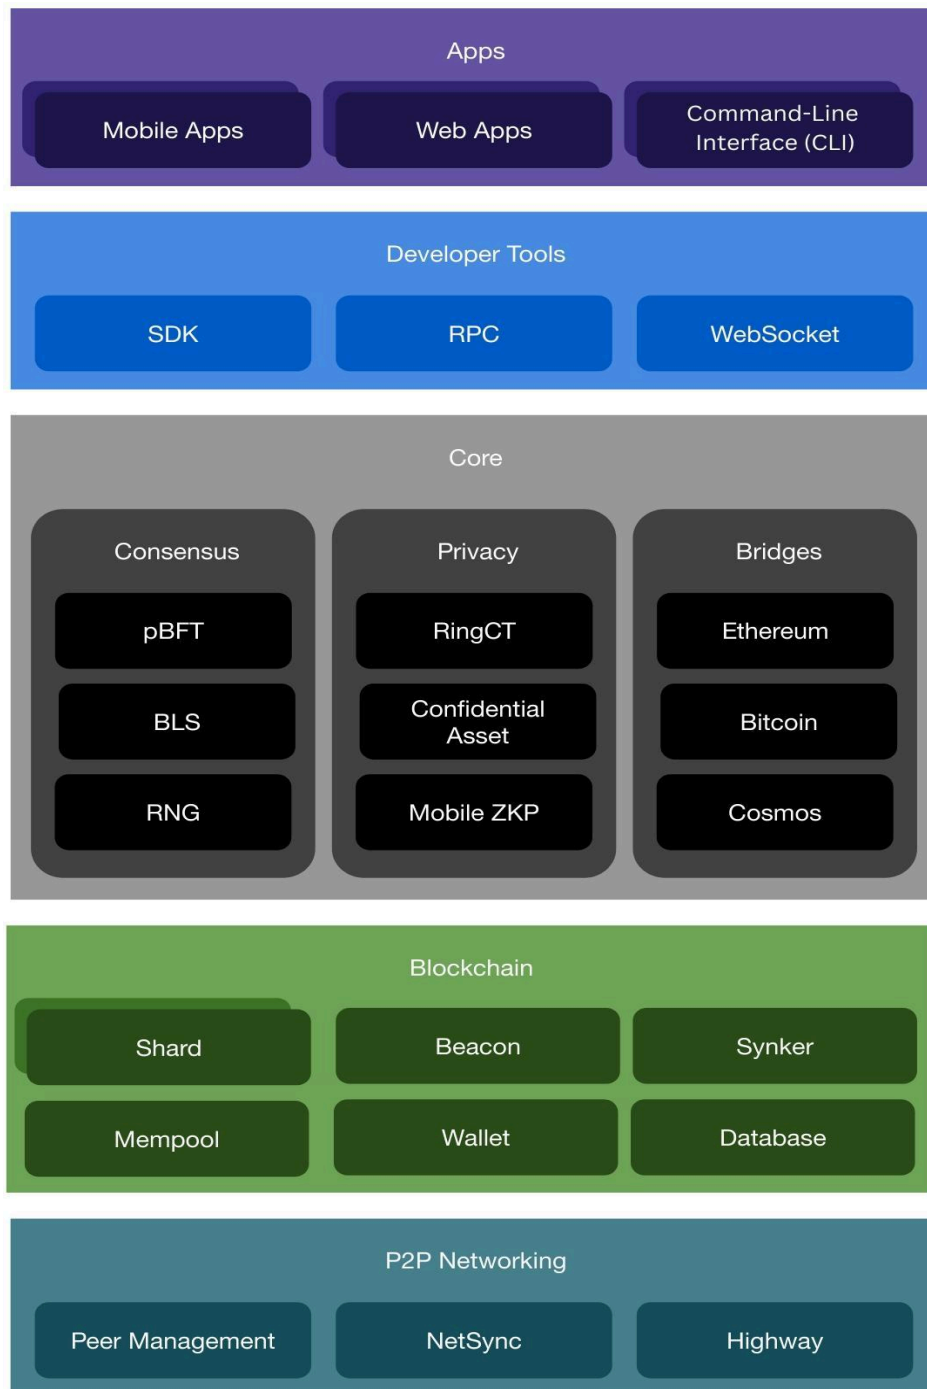 Apps
Mobile Apps
Web Apps
Command-Line
Interface (CLI)
Developer Tools
SDK
RPC
WebSocket
Core
Consensus
pBFT
BLS
RNG
Privacy
RingCT
Confidential
Asset
Mobile ZKP
Bridges
Ethereum
Bitcoin
Cosmos
Blockchain
Shard
Beacon
Synker
Mempool
Wallet
Database
P2P Networking
Peer Management
NetSync
Highway